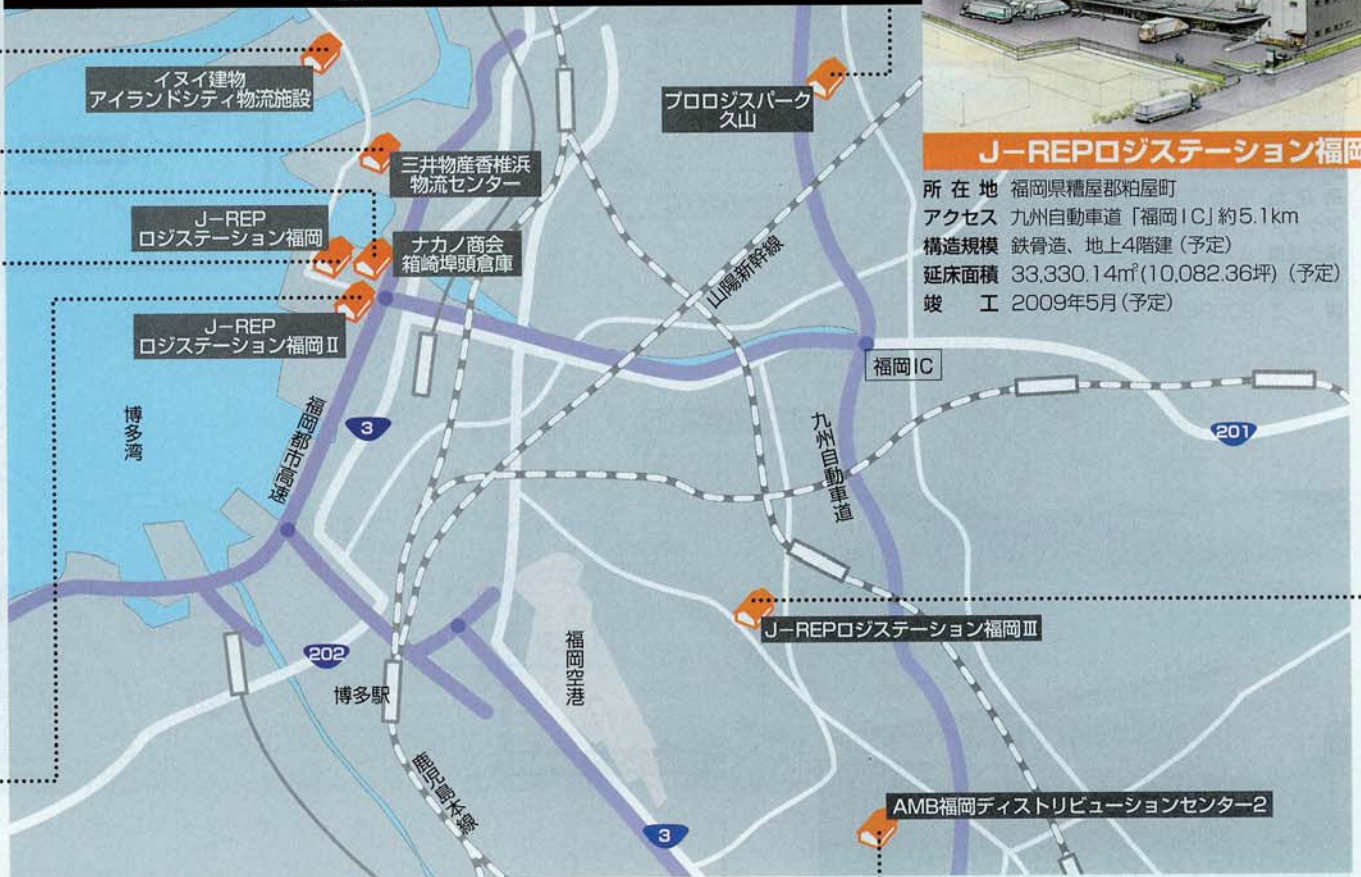 イヌイ建物
アイランドシティ物流施設
プロロジスパーク
久山
三井物産香椎浜
物流センター
J-REP
ロジステーション福岡
ナカノ商会
箱崎埠頭倉庫
J-REP
ロジステーション福岡Ⅱ
山陽新幹線
福岡IC
博多湾
福岡都市高速
3
九州自動車道
201
J-REPロジステーション福岡Ⅲ
202
博多駅
福岡空港
鹿児島本線
3
AMB福岡ディストリビューションセンター2
J-REPロジステーション福岡
所在地 福岡県糟屋郡粕屋町
アクセス 九州自動車道「福岡IC」約5.1km
構造規模 鉄骨造、地上4階建(予定)
延床面積 33,330.14㎡(10,082.36坪)(予定)
竣工 2009年5月(予定)